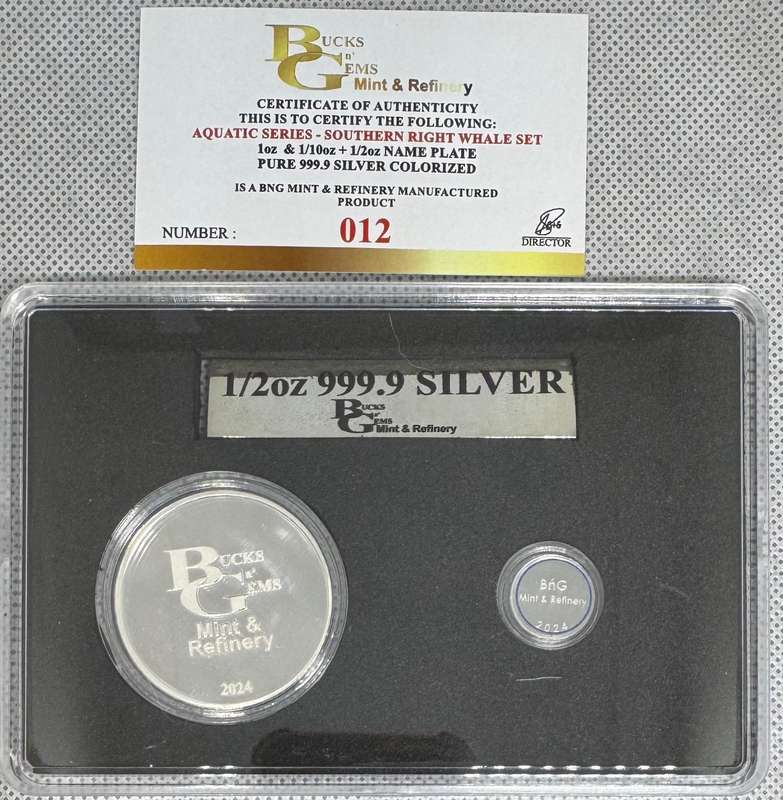 BUCKS
n'
GEMS
Mint & Refinery
CERTIFICATE OF AUTHENTICITY
THIS IS TO CERTIFY THE FOLLOWING:
AQUATIC SERIES - SOUTHERN RIGHT WHALE SET
1oz & 1/10oz + 1/2oz NAME PLATE
PURE 999.9 SILVER COLORIZED
IS A BNG MINT & REFINERY MANUFACTURED
PRODUCT
NUMBER : 012
DIRECTOR
1/2oz 999.9 SILVER
BUCKS
n'
GEMS
Mint & Refinery
BUCKS
n'
GEMS
Mint &
Refinery
2024
BńG
Mint & Refinery
2024